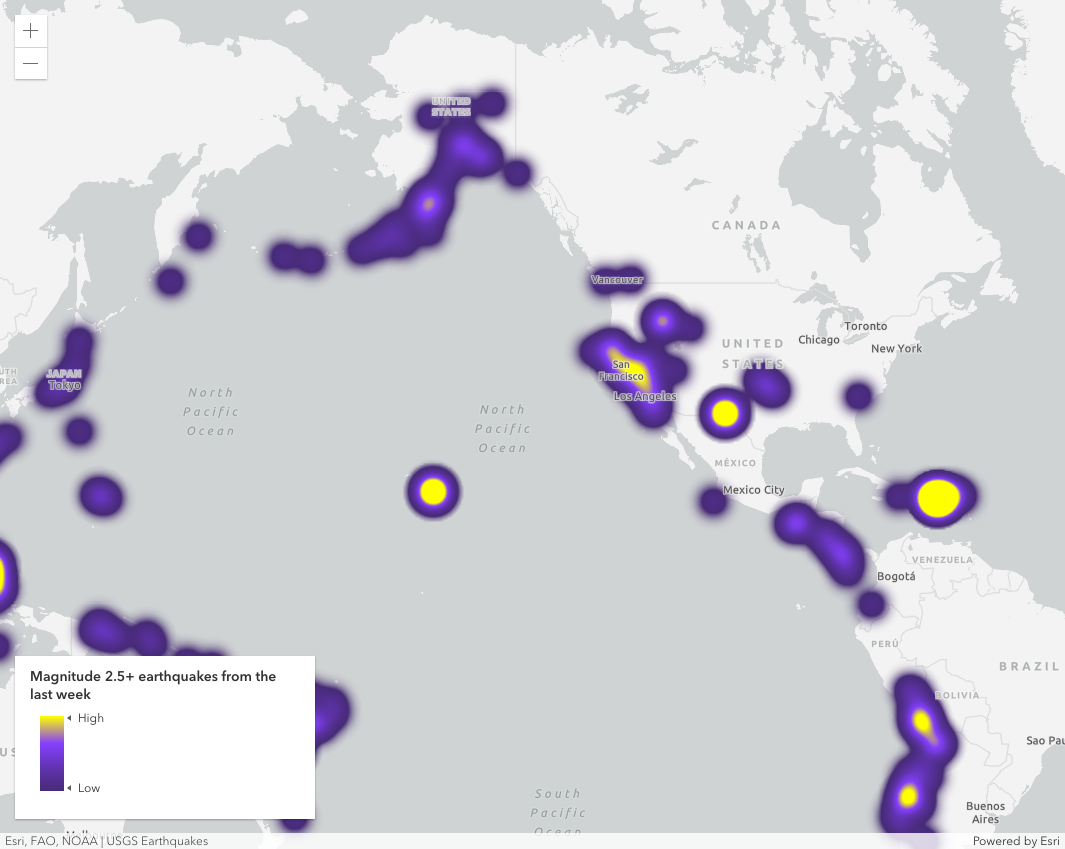 +
UNITED
STATES
CANADA
Vancouver
Toronto
UNITED
STATES
Chicago
New York
San
Francisco
Los Angeles
JAPAN
Tokyo
North
Pacific
Ocean
North
Pacific
Ocean
MÉXICO
Mexico City
VENEZUELA
Bogotá
PERÚ
BRAZIL
BOLIVIA
Sao Pau
Buenos
Aires
South
Pacific
Ocean
Magnitude 2.5+ earthquakes from the
last week
High
Low
Esri, FAO, NOAA | USGS Earthquakes
Powered by Esri